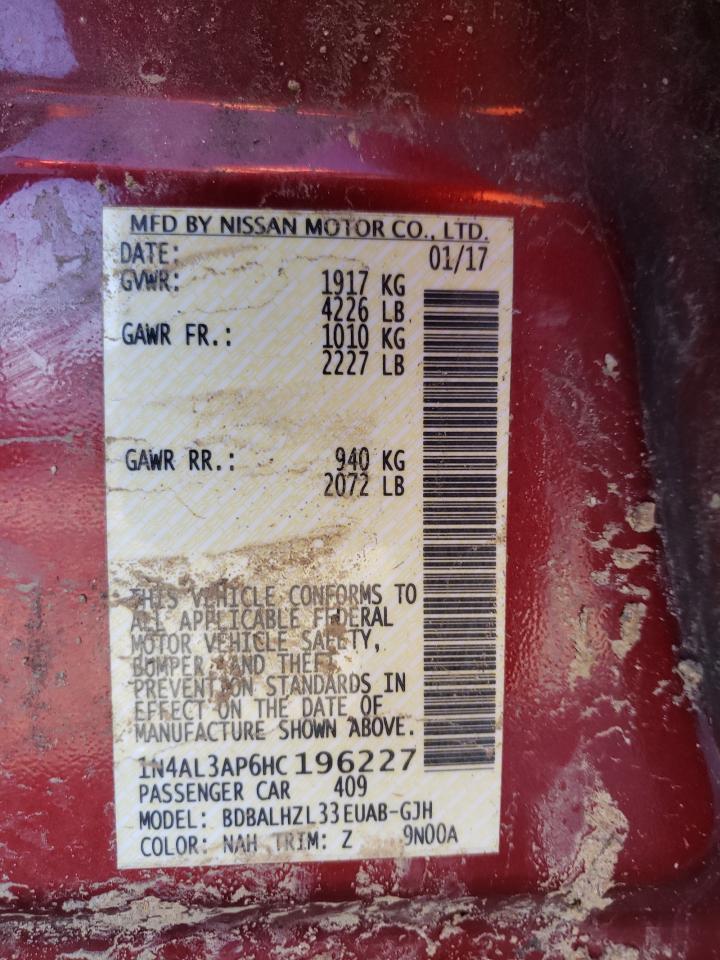 MFD BY NISSAN MOTOR CO., LTD.
DATE: 01/17
GVWR: 1917 KG
4226 LB
GAWR FR.: 1010 KG
2227 LB
GAWR RR.: 940 KG
2072 LB
THIS VEHICLE CONFORMS TO
ALL APPLICABLE FEDERAL
MOTOR VEHICLE SAFETY,
BUMPER, AND THEFT
PREVENTION STANDARDS IN
EFFECT ON THE DATE OF
MANUFACTURE SHOWN ABOVE.
1N4AL3AP6HC196227
PASSENGER CAR 409
MODEL: BDBALHZL33EUAB-GJH
COLOR: NAH TRIM: Z 9N00A